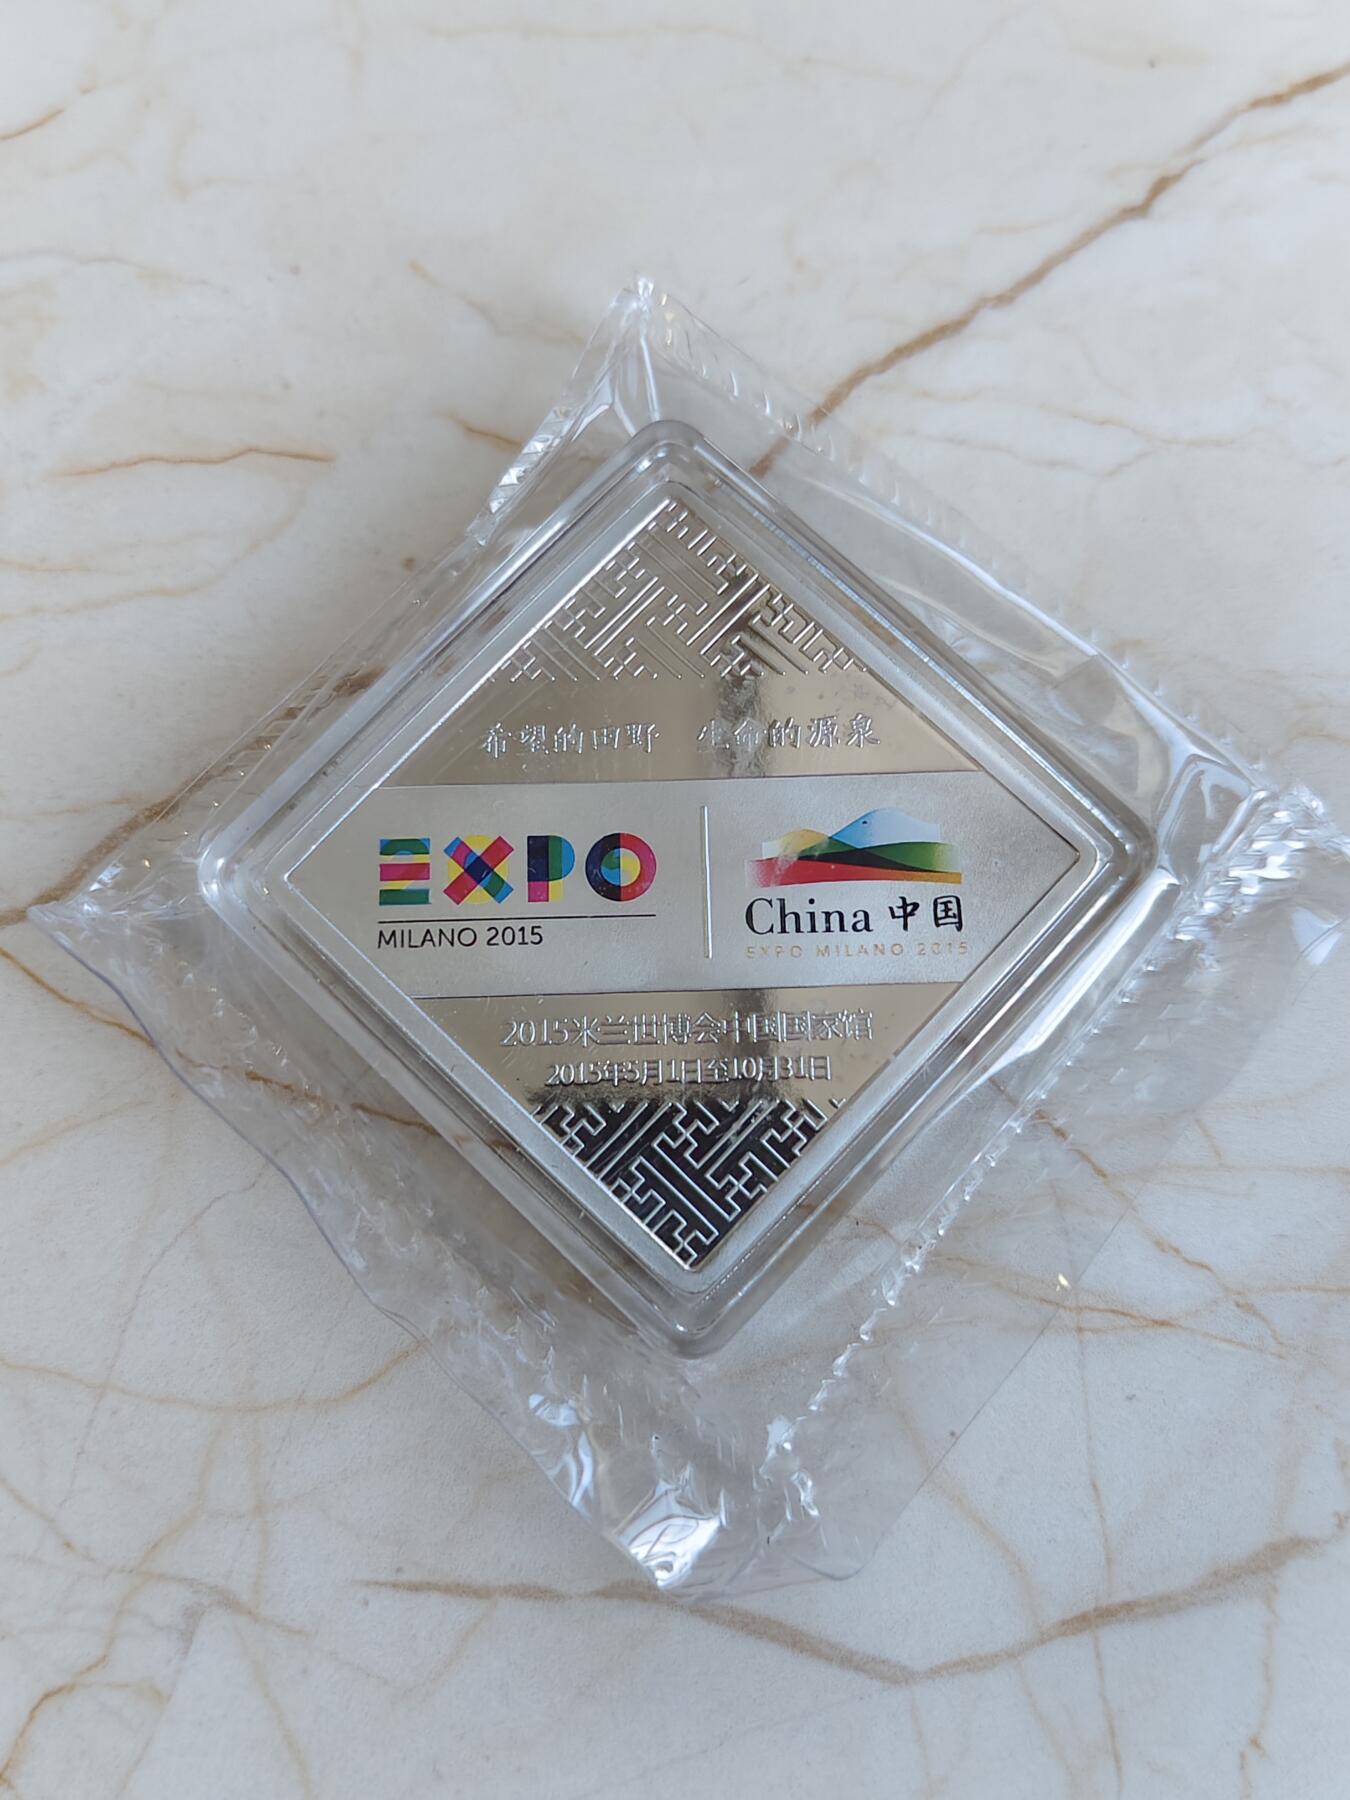 希望的田野 生命的源泉
EXPO
MILANO 2015
China 中国
EXPO MILANO 2015
2015米兰世博会中国国家馆
2015年5月1日至10月31日